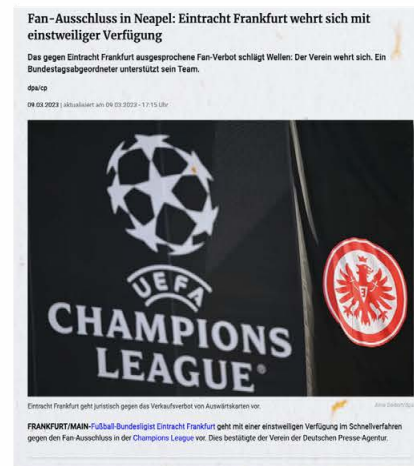 Fan-Ausschluss in Neapel: Eintracht Frankfurt wehrt sich mit
einstweiliger Verfügung
Das gegen Eintracht Frankfurt ausgesprochene Fan-Verbot schlägt Wellen: Der Verein wehrt sich. Ein
Bundestagsabgeordneter unterstützt sein Team.
dpa/cp
09.03.2023 | aktualisiert am 09.03.2023 - 17:15 Uhr
UEFA
CHAMPIONS
LEAGUE®
Eintracht Frankfurt geht juristisch gegen das Verkaufsverbot von Auswärtskarten vor.
FRANKFURT/MAIN-Fußball-Bundesligist Eintracht Frankfurt geht mit einer einstweiligen Verfügung im Schnellverfahren
gegen den Fan-Ausschluss in der Champions League vor. Dies bestätigte der Verein der Deutschen Presse-Agentur.